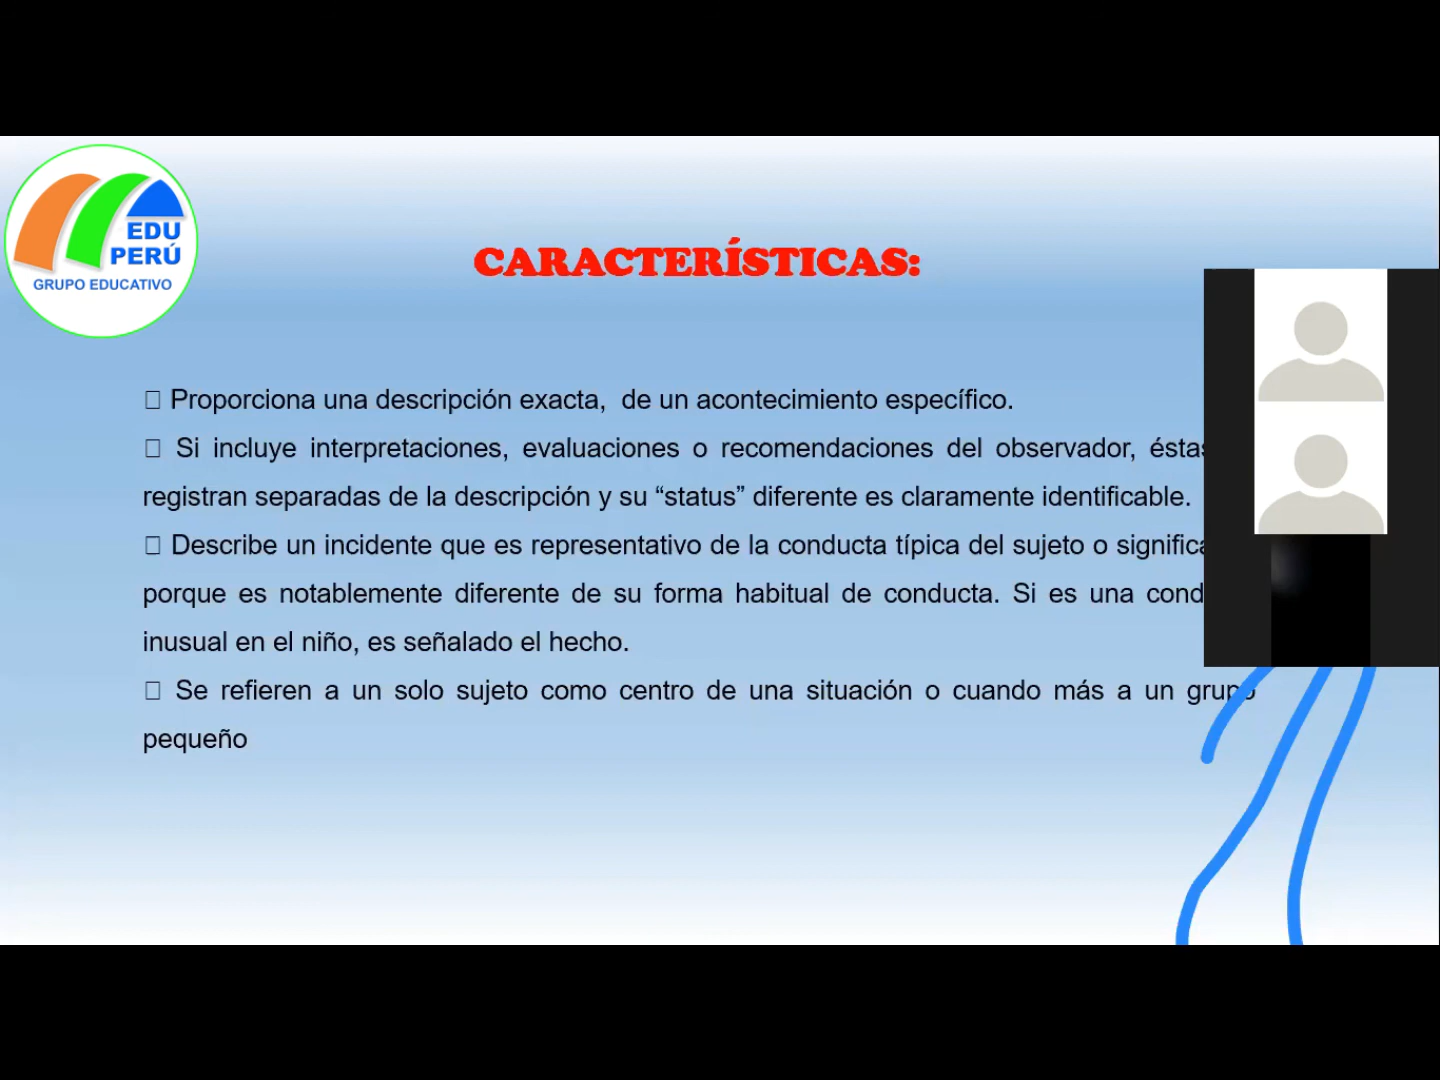 EDU
PERÚ
GRUPO EDUCATIVO
CARACTERÍSTICAS:
Proporciona una descripción exacta, de un acontecimiento específico.
Si incluye interpretaciones, evaluaciones o recomendaciones del observador, éstas
registran separadas de la descripción y su “status” diferente es claramente identificable.
Describe un incidente que es representativo de la conducta típica del sujeto o
porque es notablemente diferente de su forma habitual de conducta. Si es una
inusual en el niño, es señalado el hecho.
Se refieren a un solo sujeto como centro de una situación o cuando más a un grupo
pequeño